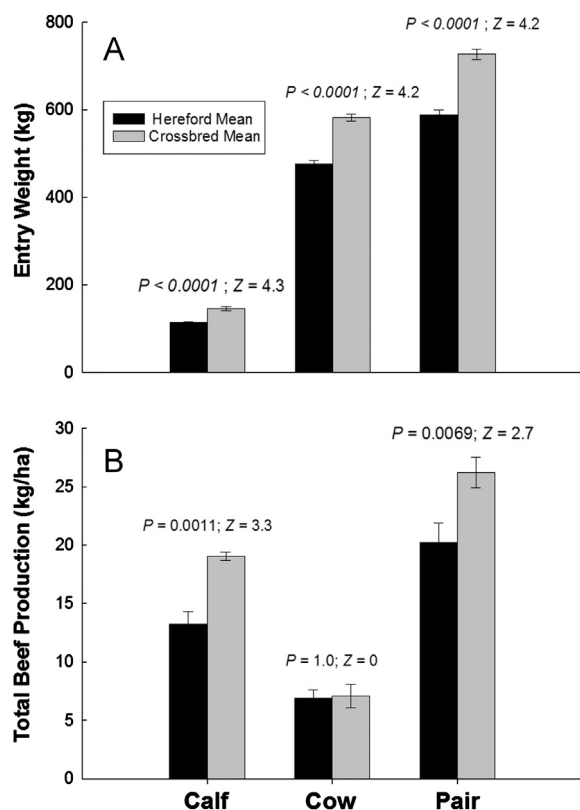 A
Entry Weight (kg)
800
600
400
200
0
Hereford Mean
Crossbred Mean
P < 0.0001 ; Z = 4.3
P < 0.0001 ; Z = 4.2
P < 0.0001 ; Z = 4.2
B
Total Beef Production (kg/ha)
30
25
20
15
10
5
0
P = 0.0011; Z = 3.3
P = 1.0; Z = 0
P = 0.0069; Z = 2.7
Calf Cow Pair